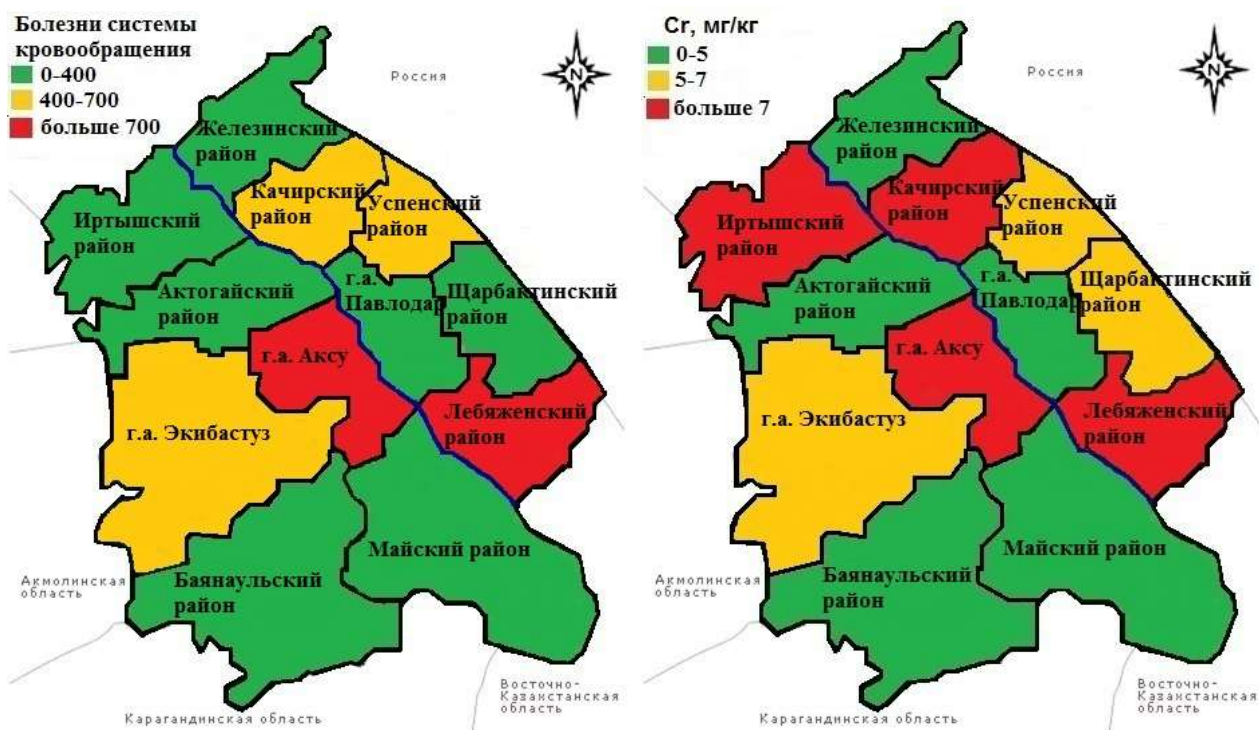 Болезни системы
кровообращения
0-400
400-700
больше 700
Россия
N
Железинский
район
Качирский
район
Успенский
район
Иртышский
район
Актогайский
район
г.а.
Павлодар
Щарбактинский
район
г.а. Аксу
Лебяженский
район
г.а. Экибастуз
Майский район
Баянаульский
район
Акмолинская
область
Карагандинская область
Восточно-
Казахстанская
область
Cr, мг/кг
0-5
5-7
больше 7
Россия
N
Железинский
район
Качирский
район
Успенский
район
Иртышский
район
Актогайский
район
г.а.
Павлодар
Щарбактинский
район
г.а. Аксу
Лебяженский
район
г.а. Экибастуз
Майский район
Баянаульский
район
Акмолинская
область
Карагандинская область
Восточно-
Казахстанская
область